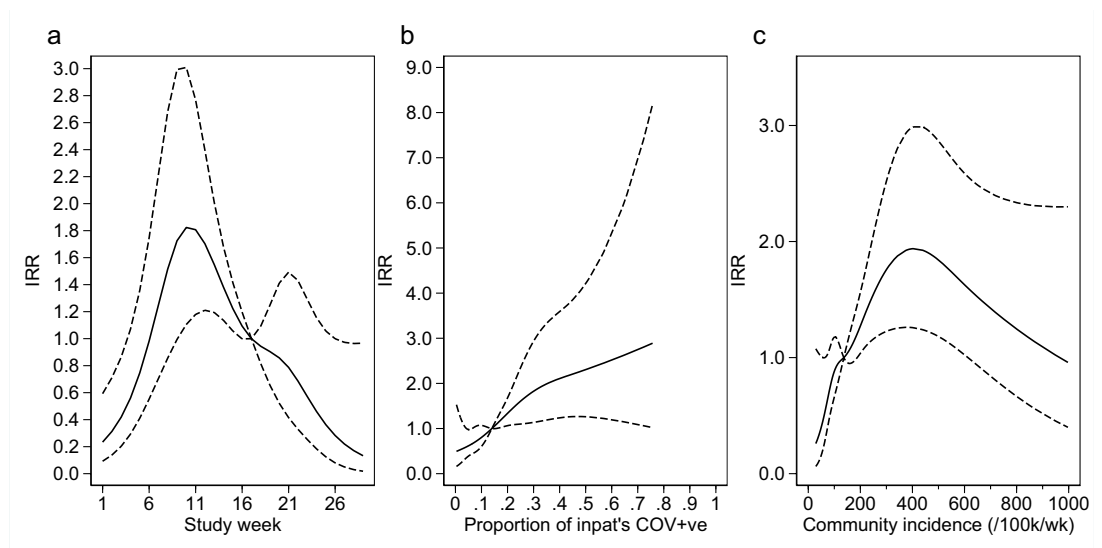 a
3.0
2.8
2.6
2.4
2.2
2.0
1.8
1.6
1.4
1.2
1.0
0.8
0.6
0.4
0.2
0.0
IRR
1 6 11 16 21 26
Study week
b
9.0
8.0
7.0
6.0
5.0
4.0
3.0
2.0
1.0
0.0
IRR
0 .1 .2 .3 .4 .5 .6 .7 .8 .9 1
Proportion of inpat's COV+ve
c
3.0
2.0
1.0
0.0
IRR
0 200 400 600 800 1000
Community incidence (/100k/wk)